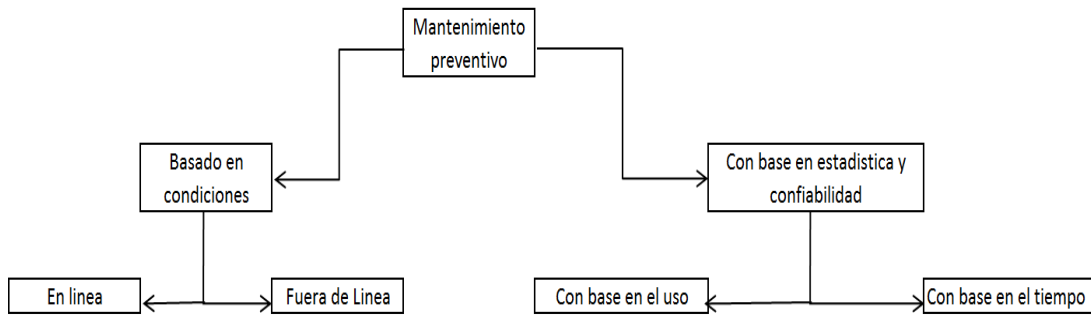 Mantenimiento
preventivo
Basado en
condiciones
Con base en estadistica y
confiabilidad
En linea
Fuera de Linea
Con base en el uso
Con base en el tiempo